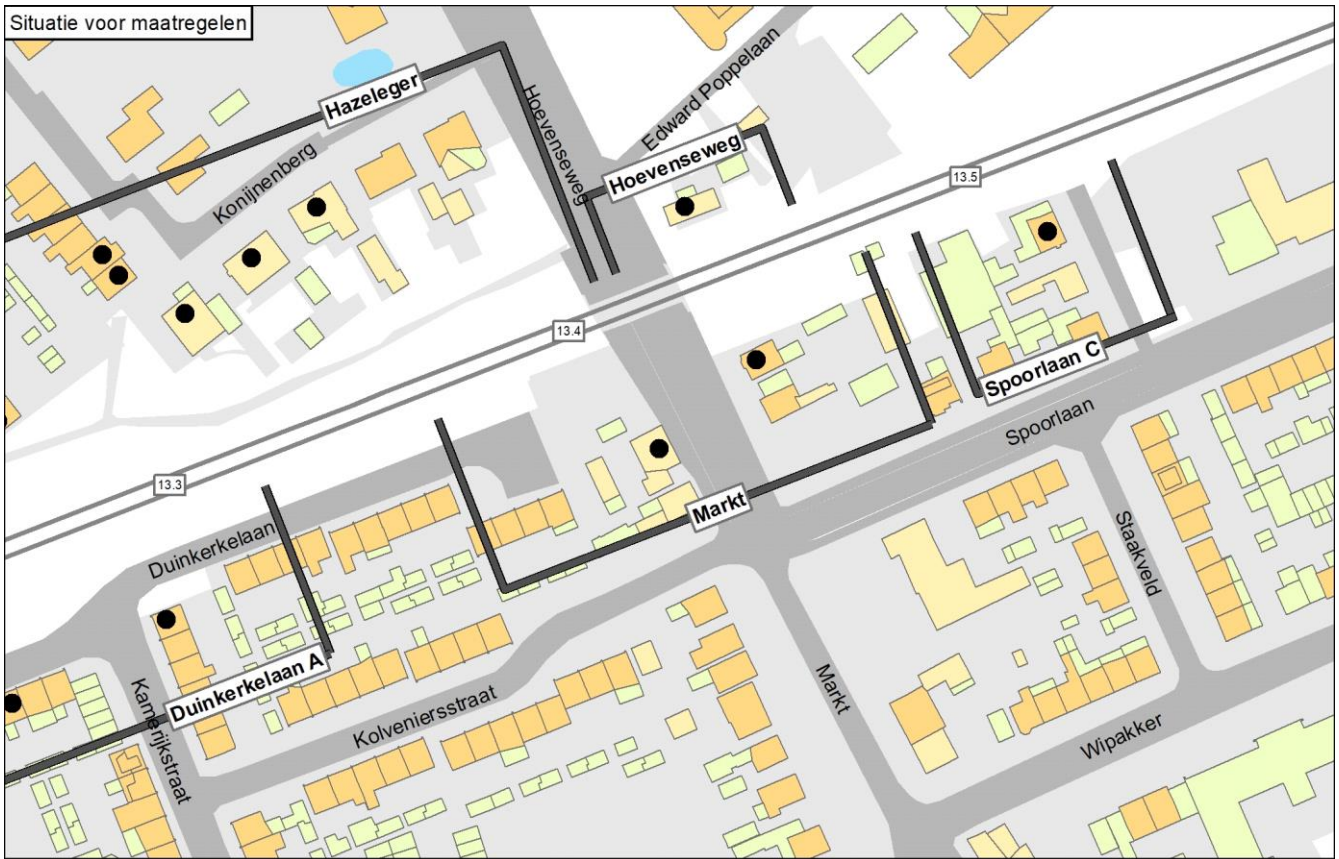 Situatie voor maatregelen
Hazeleger
Hoevenseweg
Edward Poppelaan
Hoevenseweg
Konijnenberg
13.5
13.4
Spoorlaan C
Spoorlaan
13.3
Markt
Duinkerkelaan
Staakveld
Duinkerkelaan A
Kamerijkstraat
Kolveniersstraat
Markt
Wipakker